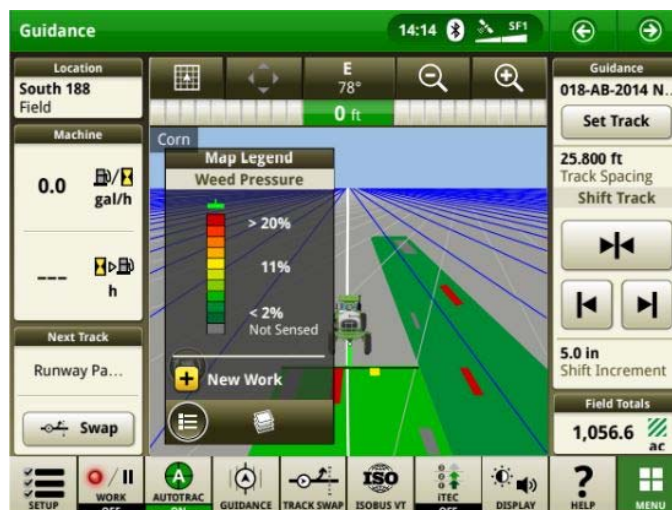 Guidance
14:14
SF1
Location
South 188
Field
Machine
0.0
gal/h
---
h
Next Track
Runway Pa...
Swap
E
78°
0 ft
Corn
Map Legend
Weed Pressure
> 20%
11%
< 2%
Not Sensed
New Work
Guidance
018-AB-2014 N..
Set Track
25.800 ft
Track Spacing
Shift Track
5.0 in
Shift Increment
Field Totals
1,056.6
ac
SETUP
WORK
OFF
A
AUTOTRAC
ON
GUIDANCE
TRACK SWAP
ISO
ISOBUS VT
iTEC
OFF
DISPLAY
?
HELP
MENU